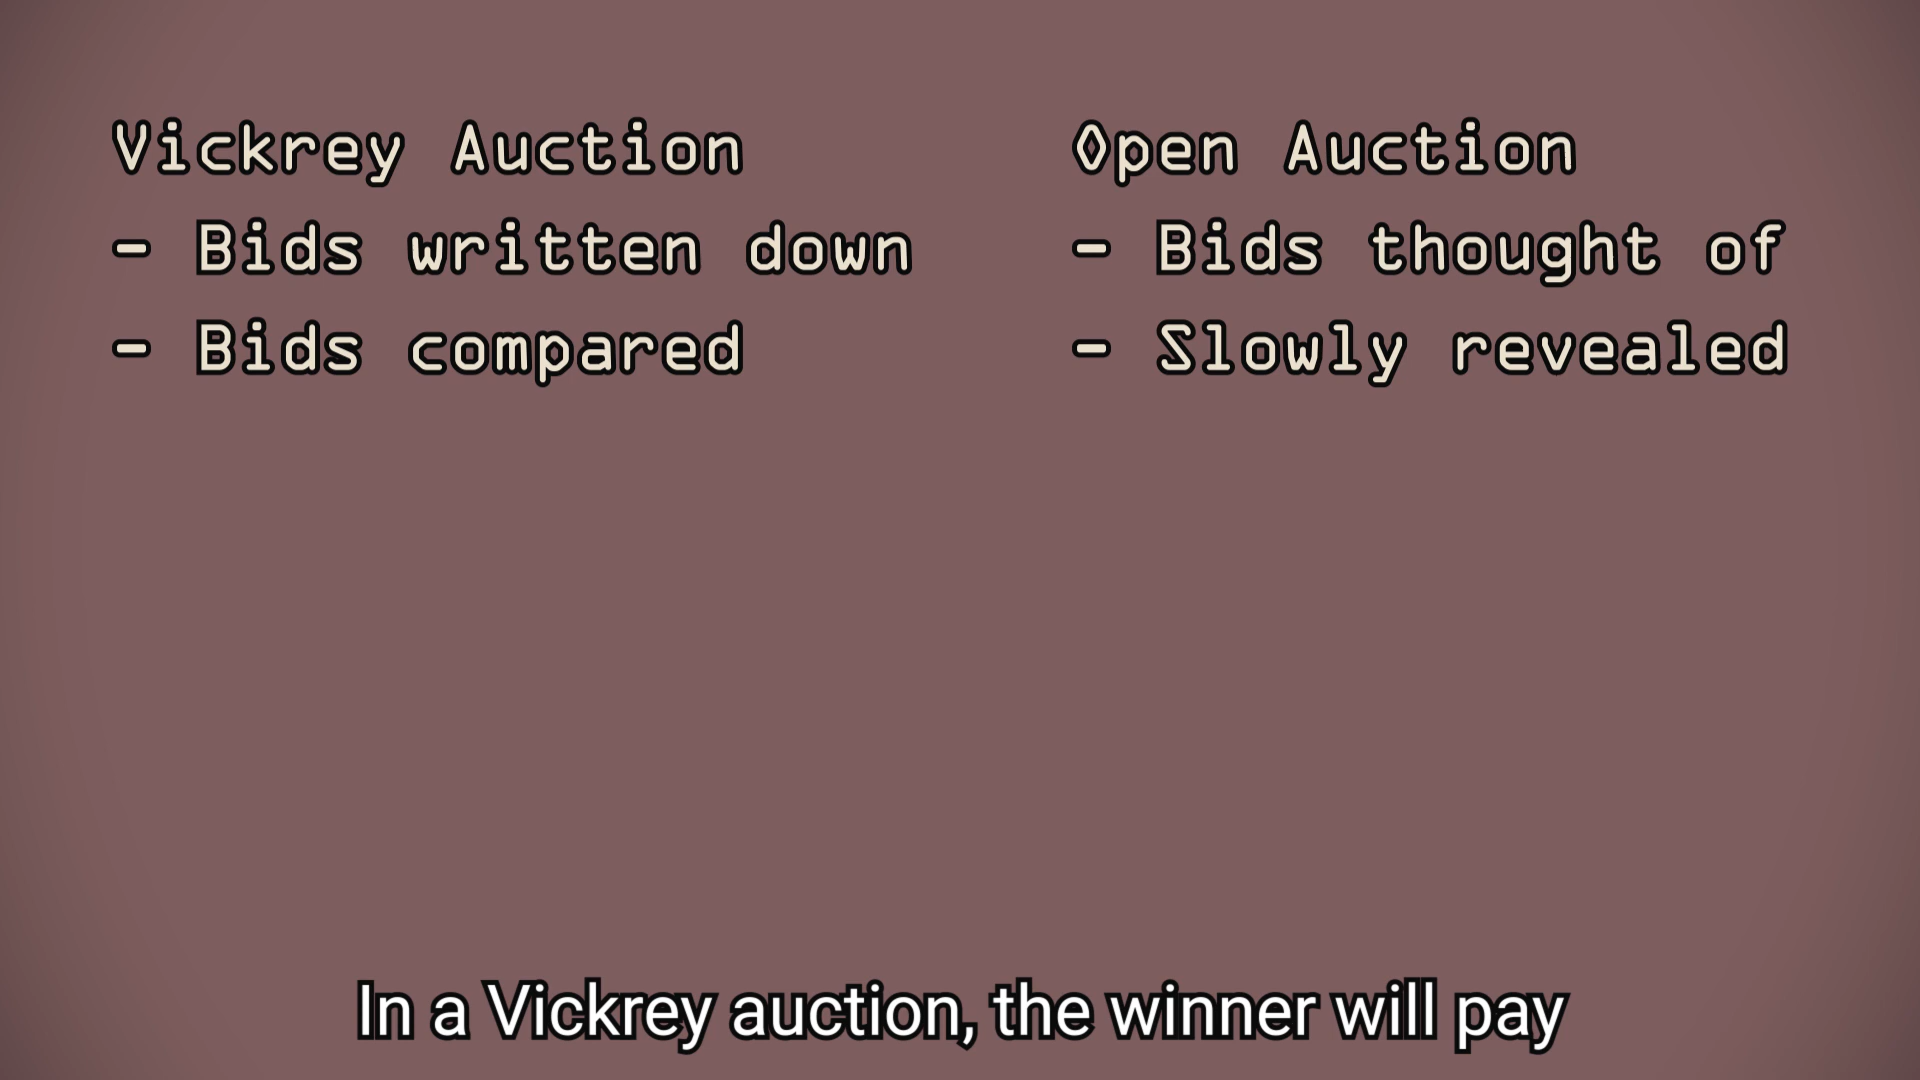 Vickrey Auction
- Bids written down
- Bids compared
Open Auction
- Bids thought of
- Slowly revealed
In a Vickrey auction, the winner will pay